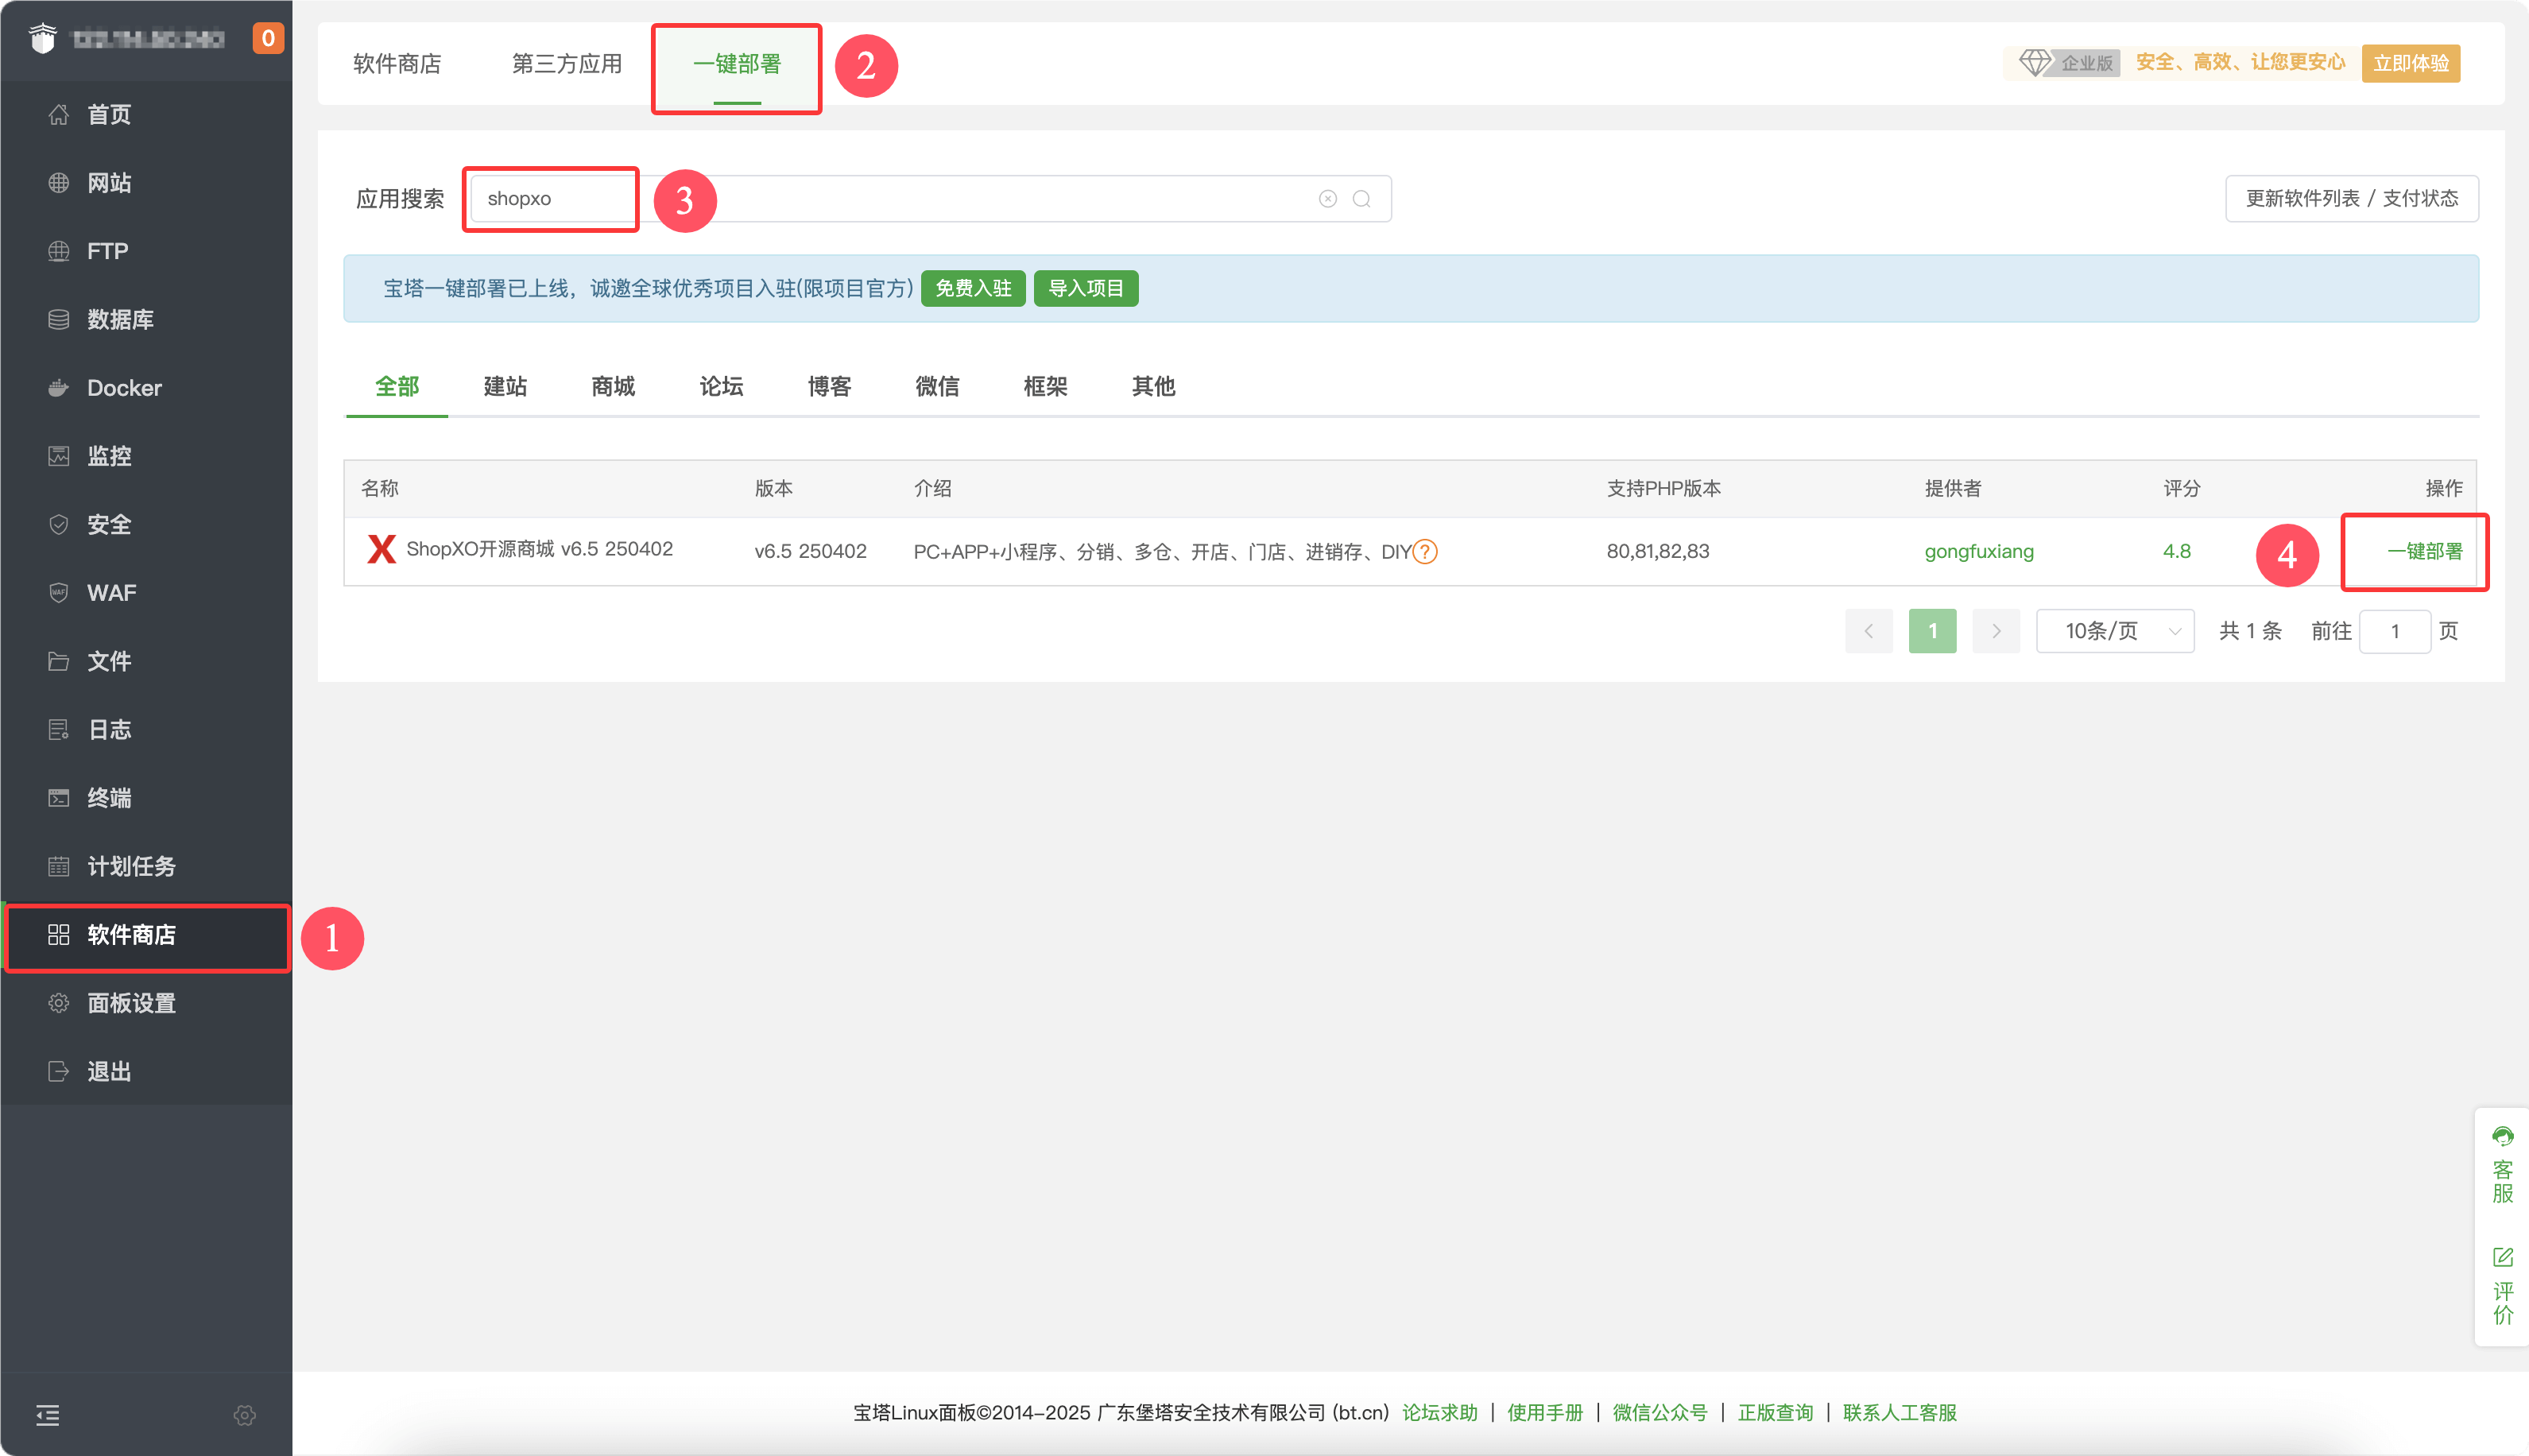 0
首页
网站
FTP
数据库
Docker
监控
安全
WAF
文件
日志
终端
计划任务
软件商店
1
面板设置
退出
软件商店 第三方应用 一键部署 2
企业版 安全、高效、让您更安心 立即体验
应用搜索 shopxo 3 更新软件列表 / 支付状态
宝塔一键部署已上线，诚邀全球优秀项目入驻(限项目官方) 免费入驻 导入项目
全部 建站 商城 论坛 博客 微信 框架 其他
名称 版本 介绍 支持PHP版本 提供者 评分 操作
X ShopXO开源商城 v6.5 250402 v6.5 250402 PC+APP+小程序、分销、多仓、开店、门店、进销存、DIY? 80,81,82,83 gongfuxiang 4.8 4 一键部署
< 1 > 10条/页 共 1 条 前往 1 页
客服
评价
宝塔Linux面板©2014-2025 广东堡塔安全技术有限公司 (bt.cn) 论坛求助 | 使用手册 | 微信公众号 | 正版查询 | 联系人工客服